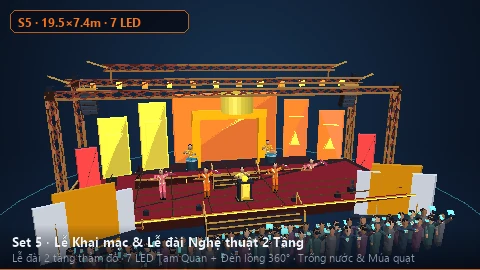 S5 · 19.5×7.4m · 7 LED
Set 5 · Lễ Khai mạc & Lễ đài Nghệ thuật 2 Tầng
Lễ đài 2 tầng thảm đỏ · 7 LED Tam Quan + Đèn lồng 360° · Trống nước & Múa quạt